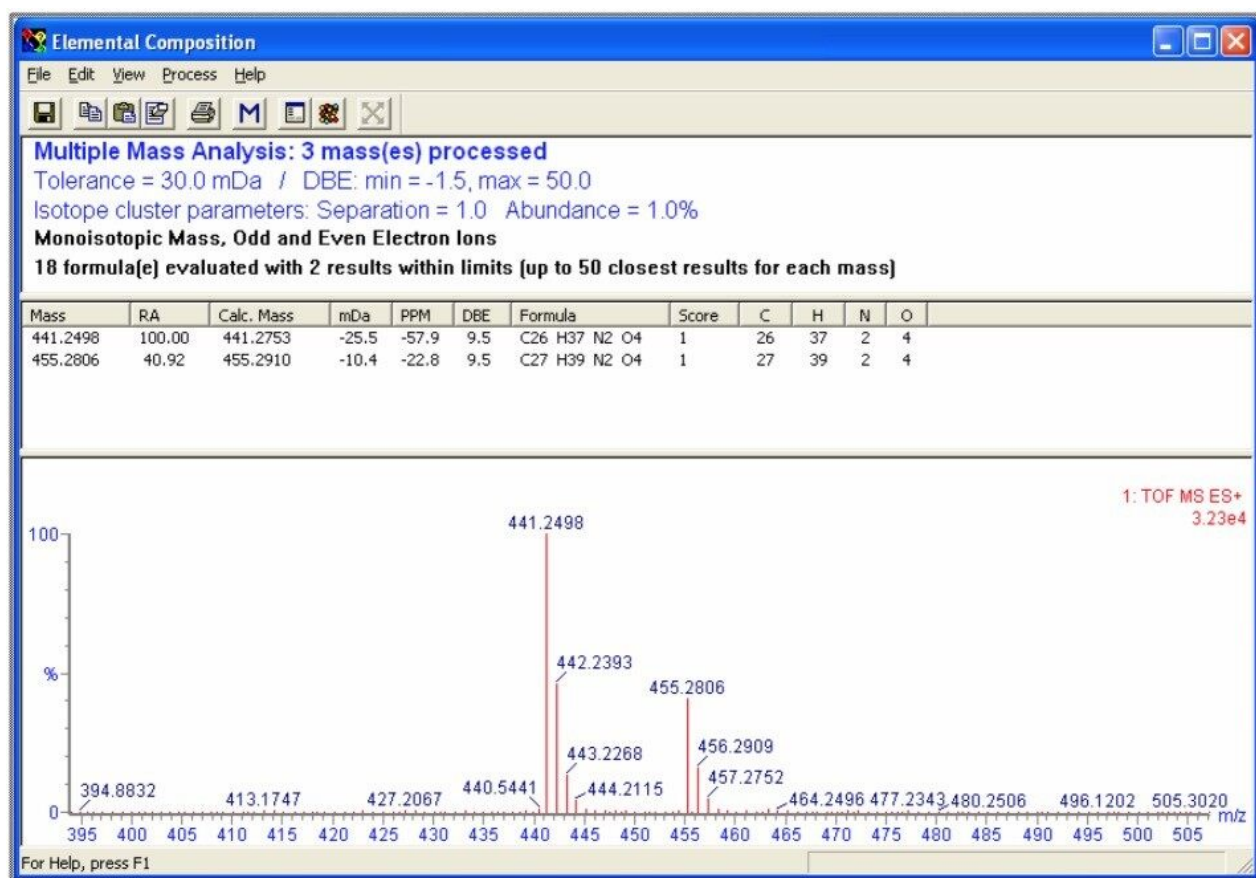 Elemental Composition
File Edit View Process Help
M
Multiple Mass Analysis: 3 mass(es) processed
Tolerance = 30.0 mDa / DBE: min = -1.5, max = 50.0
Isotope cluster parameters: Separation = 1.0 Abundance = 1.0%
Monoisotopic Mass, Odd and Even Electron Ions
18 formula(e) evaluated with 2 results within limits (up to 50 closest results for each mass)
Mass RA Calc. Mass mDa PPM DBE Formula Score C H N O
441.2498 100.00 441.2753 -25.5 -57.9 9.5 C26 H37 N2 O4 1 26 37 2 4
455.2806 40.92 455.2910 -10.4 -22.8 9.5 C27 H39 N2 O4 1 27 39 2 4
1: TOF MS ES+
3.23e4
441.2498
100
442.2393
%
455.2806
456.2909
443.2268
457.2752
394.8832 413.1747 427.2067 440.5441 444.2115 464.2496 477.2343 480.2506 496.1202 505.3020
0
m/z
395 400 405 410 415 420 425 430 435 440 445 450 455 460 465 470 475 480 485 490 495 500 505
For Help, press F1